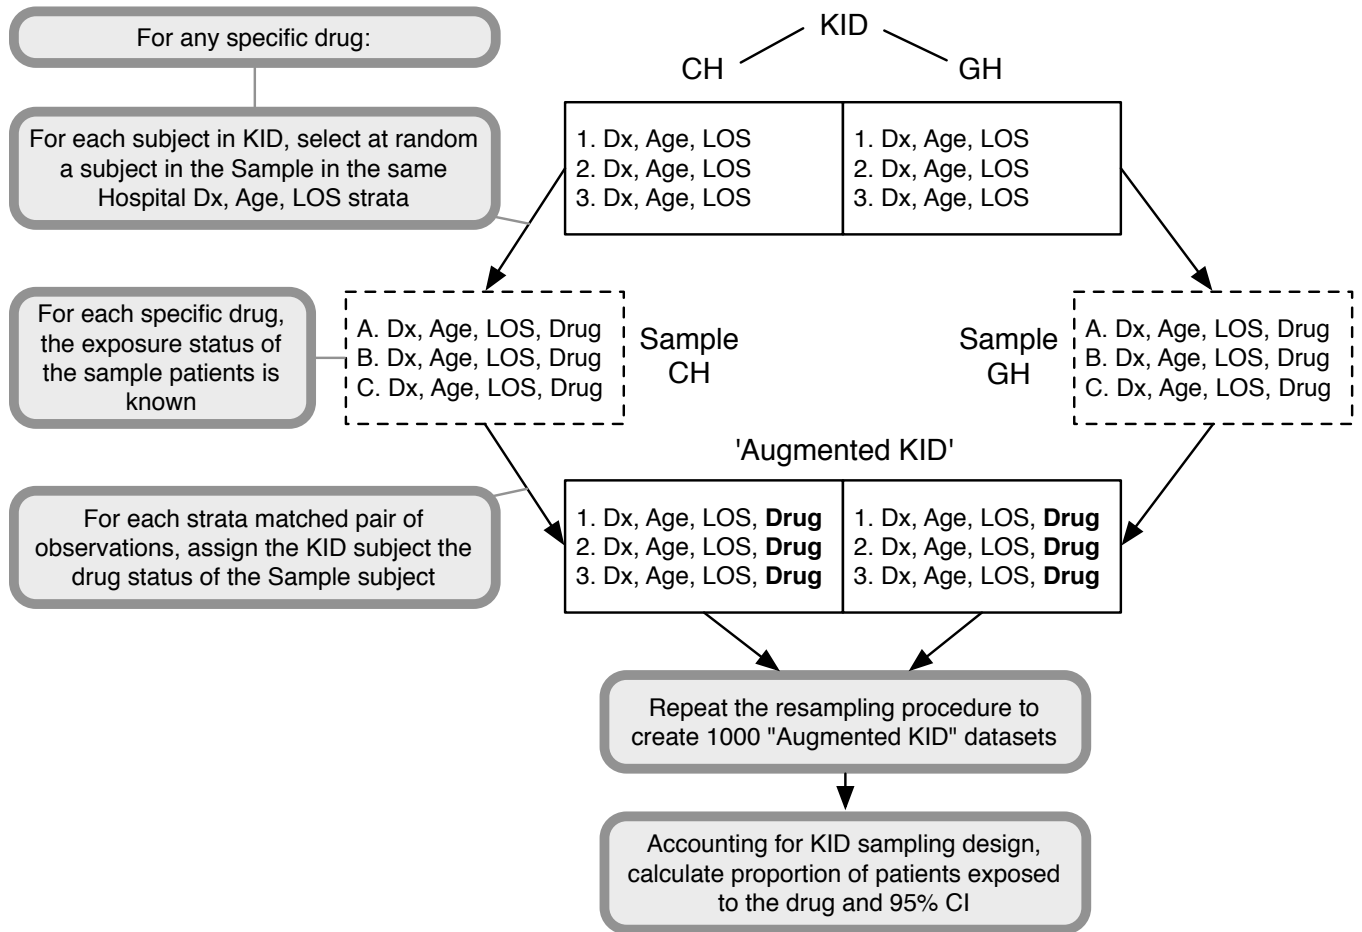 For any specific drug:
KID
CH
GH
For each subject in KID, select at random
a subject in the Sample in the same
Hospital Dx, Age, LOS strata
1. Dx, Age, LOS
2. Dx, Age, LOS
3. Dx, Age, LOS
1. Dx, Age, LOS
2. Dx, Age, LOS
3. Dx, Age, LOS
For each specific drug,
the exposure status of
the sample patients is
known
A. Dx, Age, LOS, Drug
B. Dx, Age, LOS, Drug
C. Dx, Age, LOS, Drug
Sample
CH
Sample
GH
A. Dx, Age, LOS, Drug
B. Dx, Age, LOS, Drug
C. Dx, Age, LOS, Drug
'Augmented KID'
For each strata matched pair of
observations, assign the KID subject the
drug status of the Sample subject
1. Dx, Age, LOS, Drug
2. Dx, Age, LOS, Drug
3. Dx, Age, LOS, Drug
1. Dx, Age, LOS, Drug
2. Dx, Age, LOS, Drug
3. Dx, Age, LOS, Drug
Repeat the resampling procedure to
create 1000 "Augmented KID" datasets
Accounting for KID sampling design,
calculate proportion of patients exposed
to the drug and 95% CI